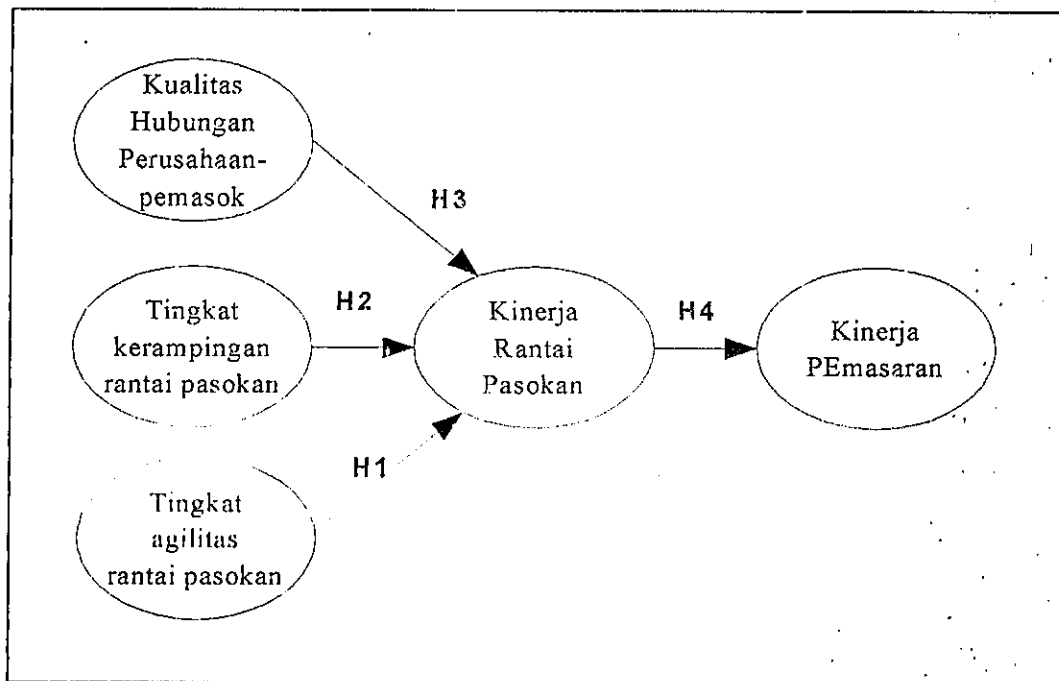 Kualitas
Hubungan
Perusahaan-
pemasok
H3
Tingkat
kerampingan
rantai pasokan
H2
Kinerja
Rantai
Pasokan
H4
Kinerja
PEmasaran
H1
Tingkat
agilitas
rantai pasokan